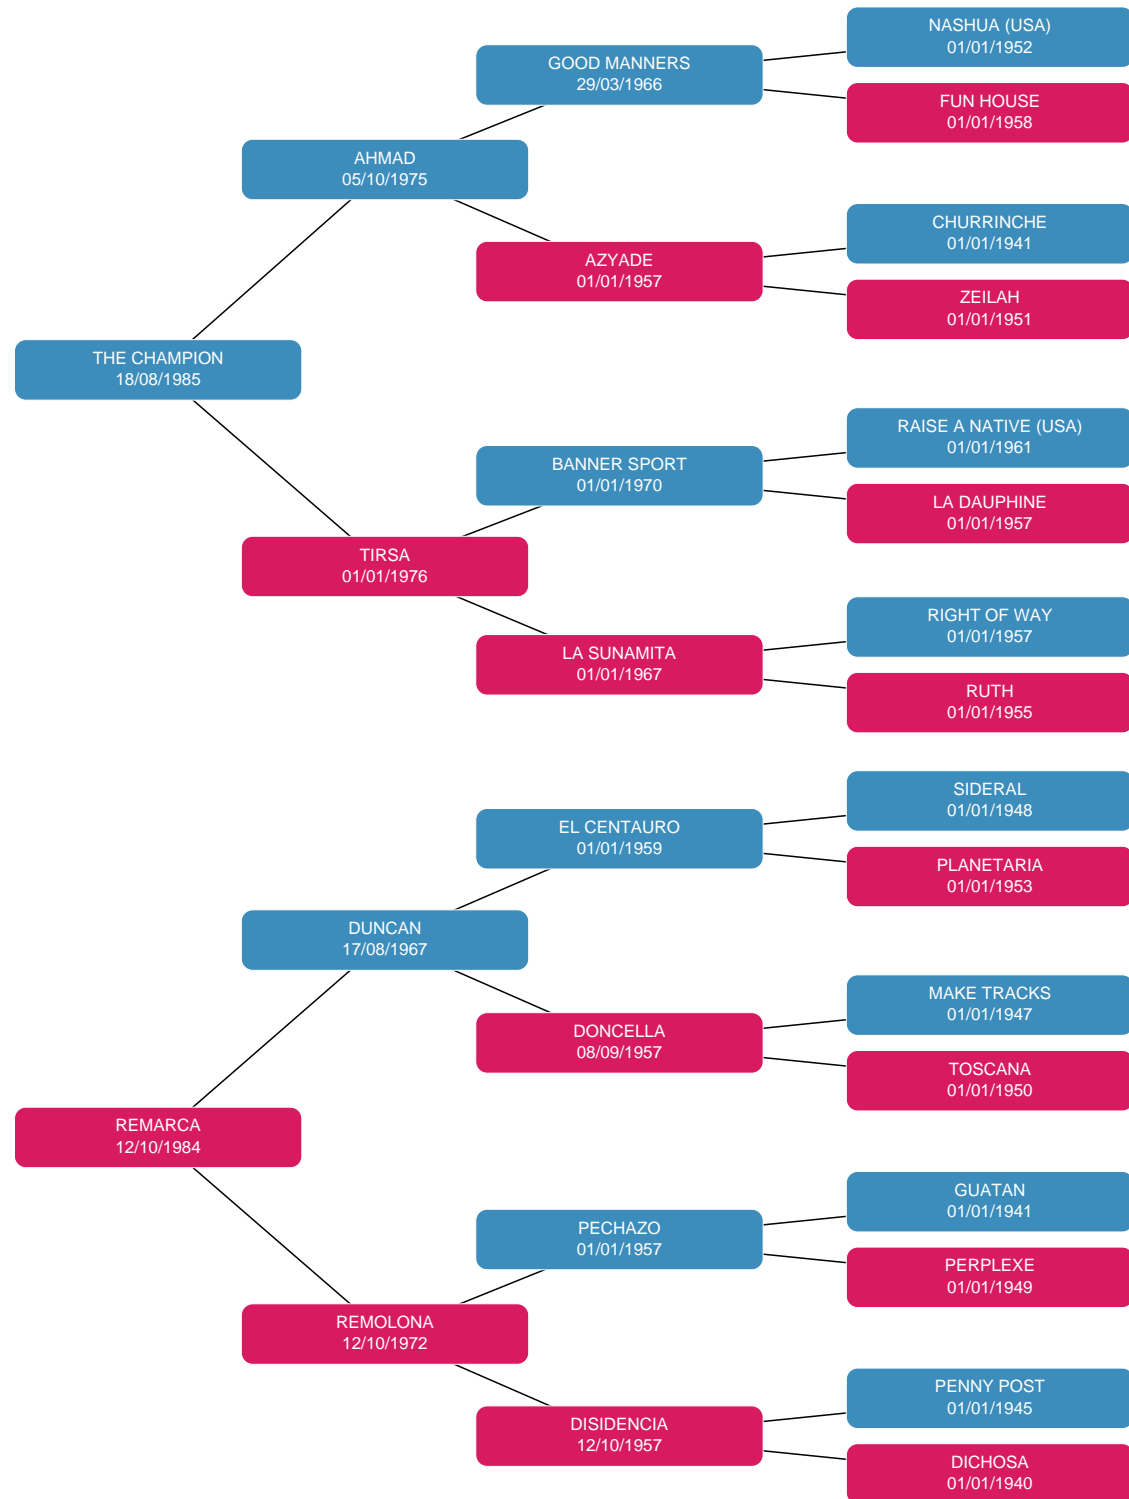 NASHUA (USA)
01/01/1952
GOOD MANNERS
29/03/1966
FUN HOUSE
01/01/1958
AHMAD
05/10/1975
CHURRINCHE
01/01/1941
AZYADE
01/01/1957
ZEILAH
01/01/1951
THE CHAMPION
18/08/1985
RAISE A NATIVE (USA)
01/01/1961
BANNER SPORT
01/01/1970
LA DAUPHINE
01/01/1957
TIRSA
01/01/1976
RIGHT OF WAY
01/01/1957
LA SUNAMITA
01/01/1967
RUTH
01/01/1955
SIDERAL
01/01/1948
EL CENTAURO
01/01/1959
PLANETARIA
01/01/1953
DUNCAN
17/08/1967
MAKE TRACKS
01/01/1947
DONCELLA
08/09/1957
TOSCANA
01/01/1950
REMARCA
12/10/1984
GUATAN
01/01/1941
PECHAZO
01/01/1957
PERPLEXE
01/01/1949
REMOLONA
12/10/1972
PENNY POST
01/01/1945
DISIDENCIA
12/10/1957
DICHOSA
01/01/1940